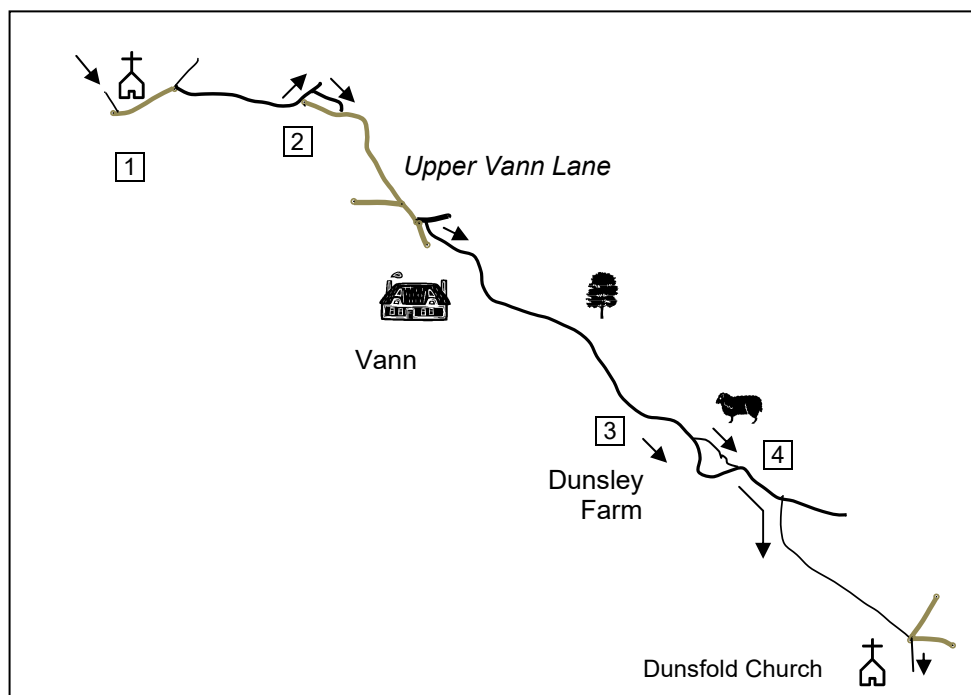 1
2
Upper Vann Lane
Vann
3
4
Dunsley
Farm
Dunsfold Church